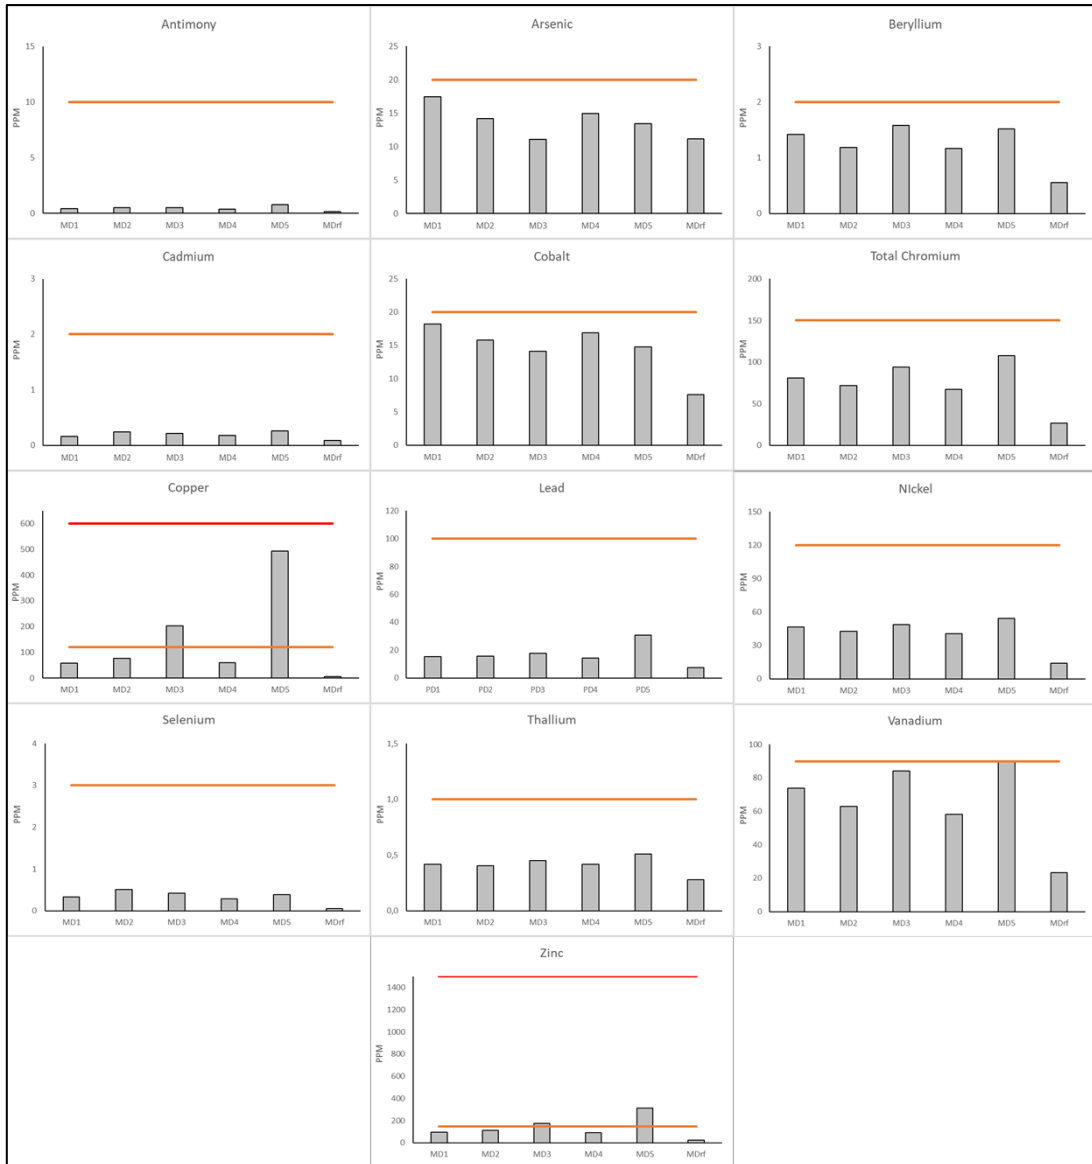 Antimony
15
10
5
0
PPM
MD1 MD2 MD3 MD4 MD5 MDrf
Arsenic
25
20
15
10
5
0
PPM
MD1 MD2 MD3 MD4 MD5 MDrf
Beryllium
3
2
1
0
PPM
MD1 MD2 MD3 MD4 MD5 MDrf
Cadmium
3
2
1
0
PPM
MD1 MD2 MD3 MD4 MD5 MDrf
Cobalt
25
20
15
10
5
0
PPM
MD1 MD2 MD3 MD4 MD5 MDrf
Total Chromium
200
150
100
50
0
PPM
MD1 MD2 MD3 MD4 MD5 MDrf
Copper
600
500
400
300
200
100
0
PPM
MD1 MD2 MD3 MD4 MD5 MDrf
Lead
120
100
80
60
40
20
0
PPM
PD1 PD2 PD3 PD4 PD5
NIckel
150
120
90
60
30
0
PPM
MD1 MD2 MD3 MD4 MD5 MDrf
Selenium
4
3
2
1
0
PPM
MD1 MD2 MD3 MD4 MD5 MDrf
Thallium
1,5
1,0
0,5
0,0
PPM
MD1 MD2 MD3 MD4 MD5 MDrf
Vanadium
100
80
60
40
20
0
PPM
MD1 MD2 MD3 MD4 MD5 MDrf
Zinc
1400
1200
1000
800
600
400
200
0
PPM
MD1 MD2 MD3 MD4 MD5 MDrf